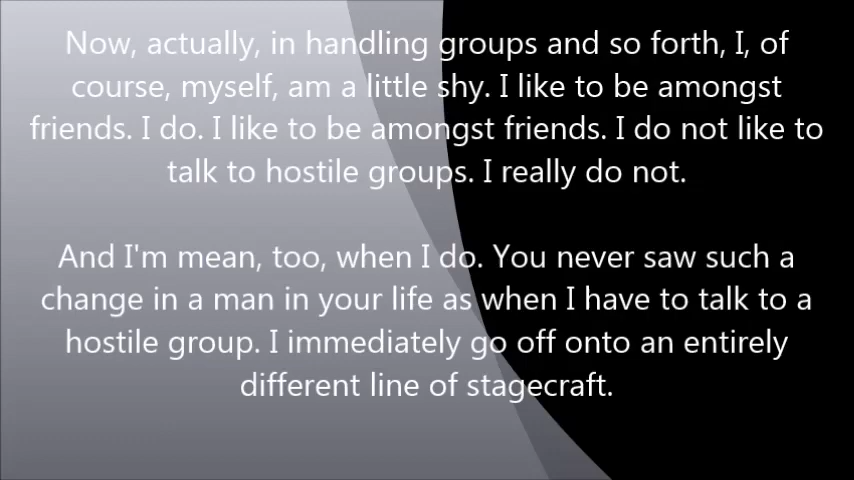 Now, actually, in handling groups and so forth, I, of
course, myself, am a little shy. I like to be amongst
friends. I do. I like to be amongst friends. I do not like to
talk to hostile groups. I really do not.
And I'm mean, too, when I do. You never saw such a
change in a man in your life as when I have to talk to a
hostile group. I immediately go off onto an entirely
different line of stagecraft.